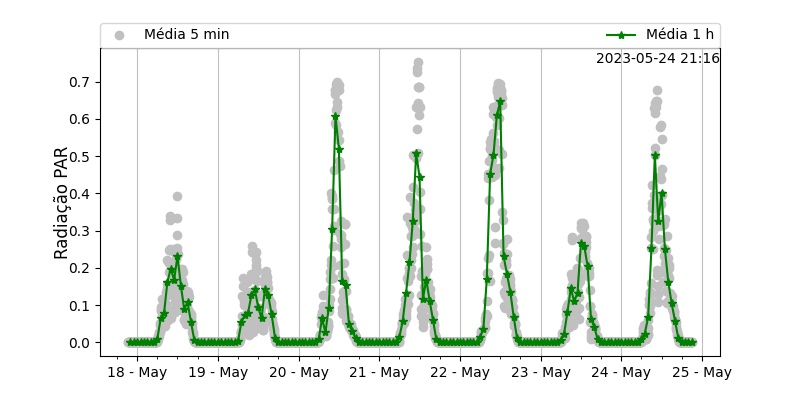 Média 5 min
Média 1 h
2023-05-24 21:16
Radiação PAR
0.7
0.6
0.5
0.4
0.3
0.2
0.1
0.0
18 - May
19 - May
20 - May
21 - May
22 - May
23 - May
24 - May
25 - May